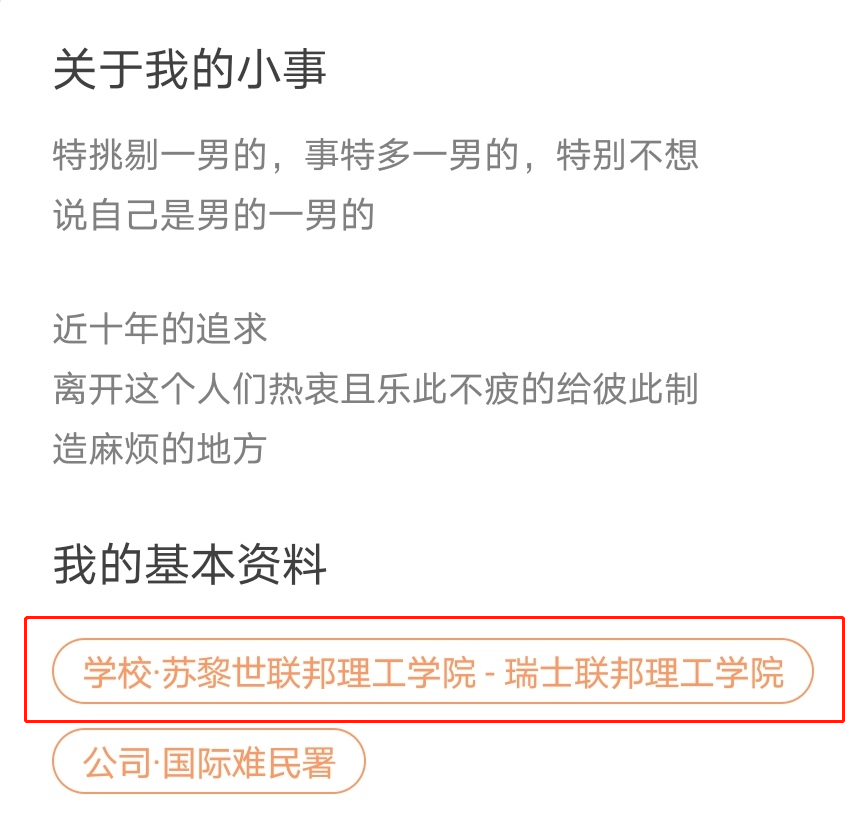 关于我的小事
特挑剔一男的，事特多一男的，特别不想
说自己是男的一男的
近十年的追求
离开这个人们热衷且乐此不疲的给彼此制
造麻烦的地方
我的基本资料
学校·苏黎世联邦理工学院 - 瑞士联邦理工学院
公司·国际难民署